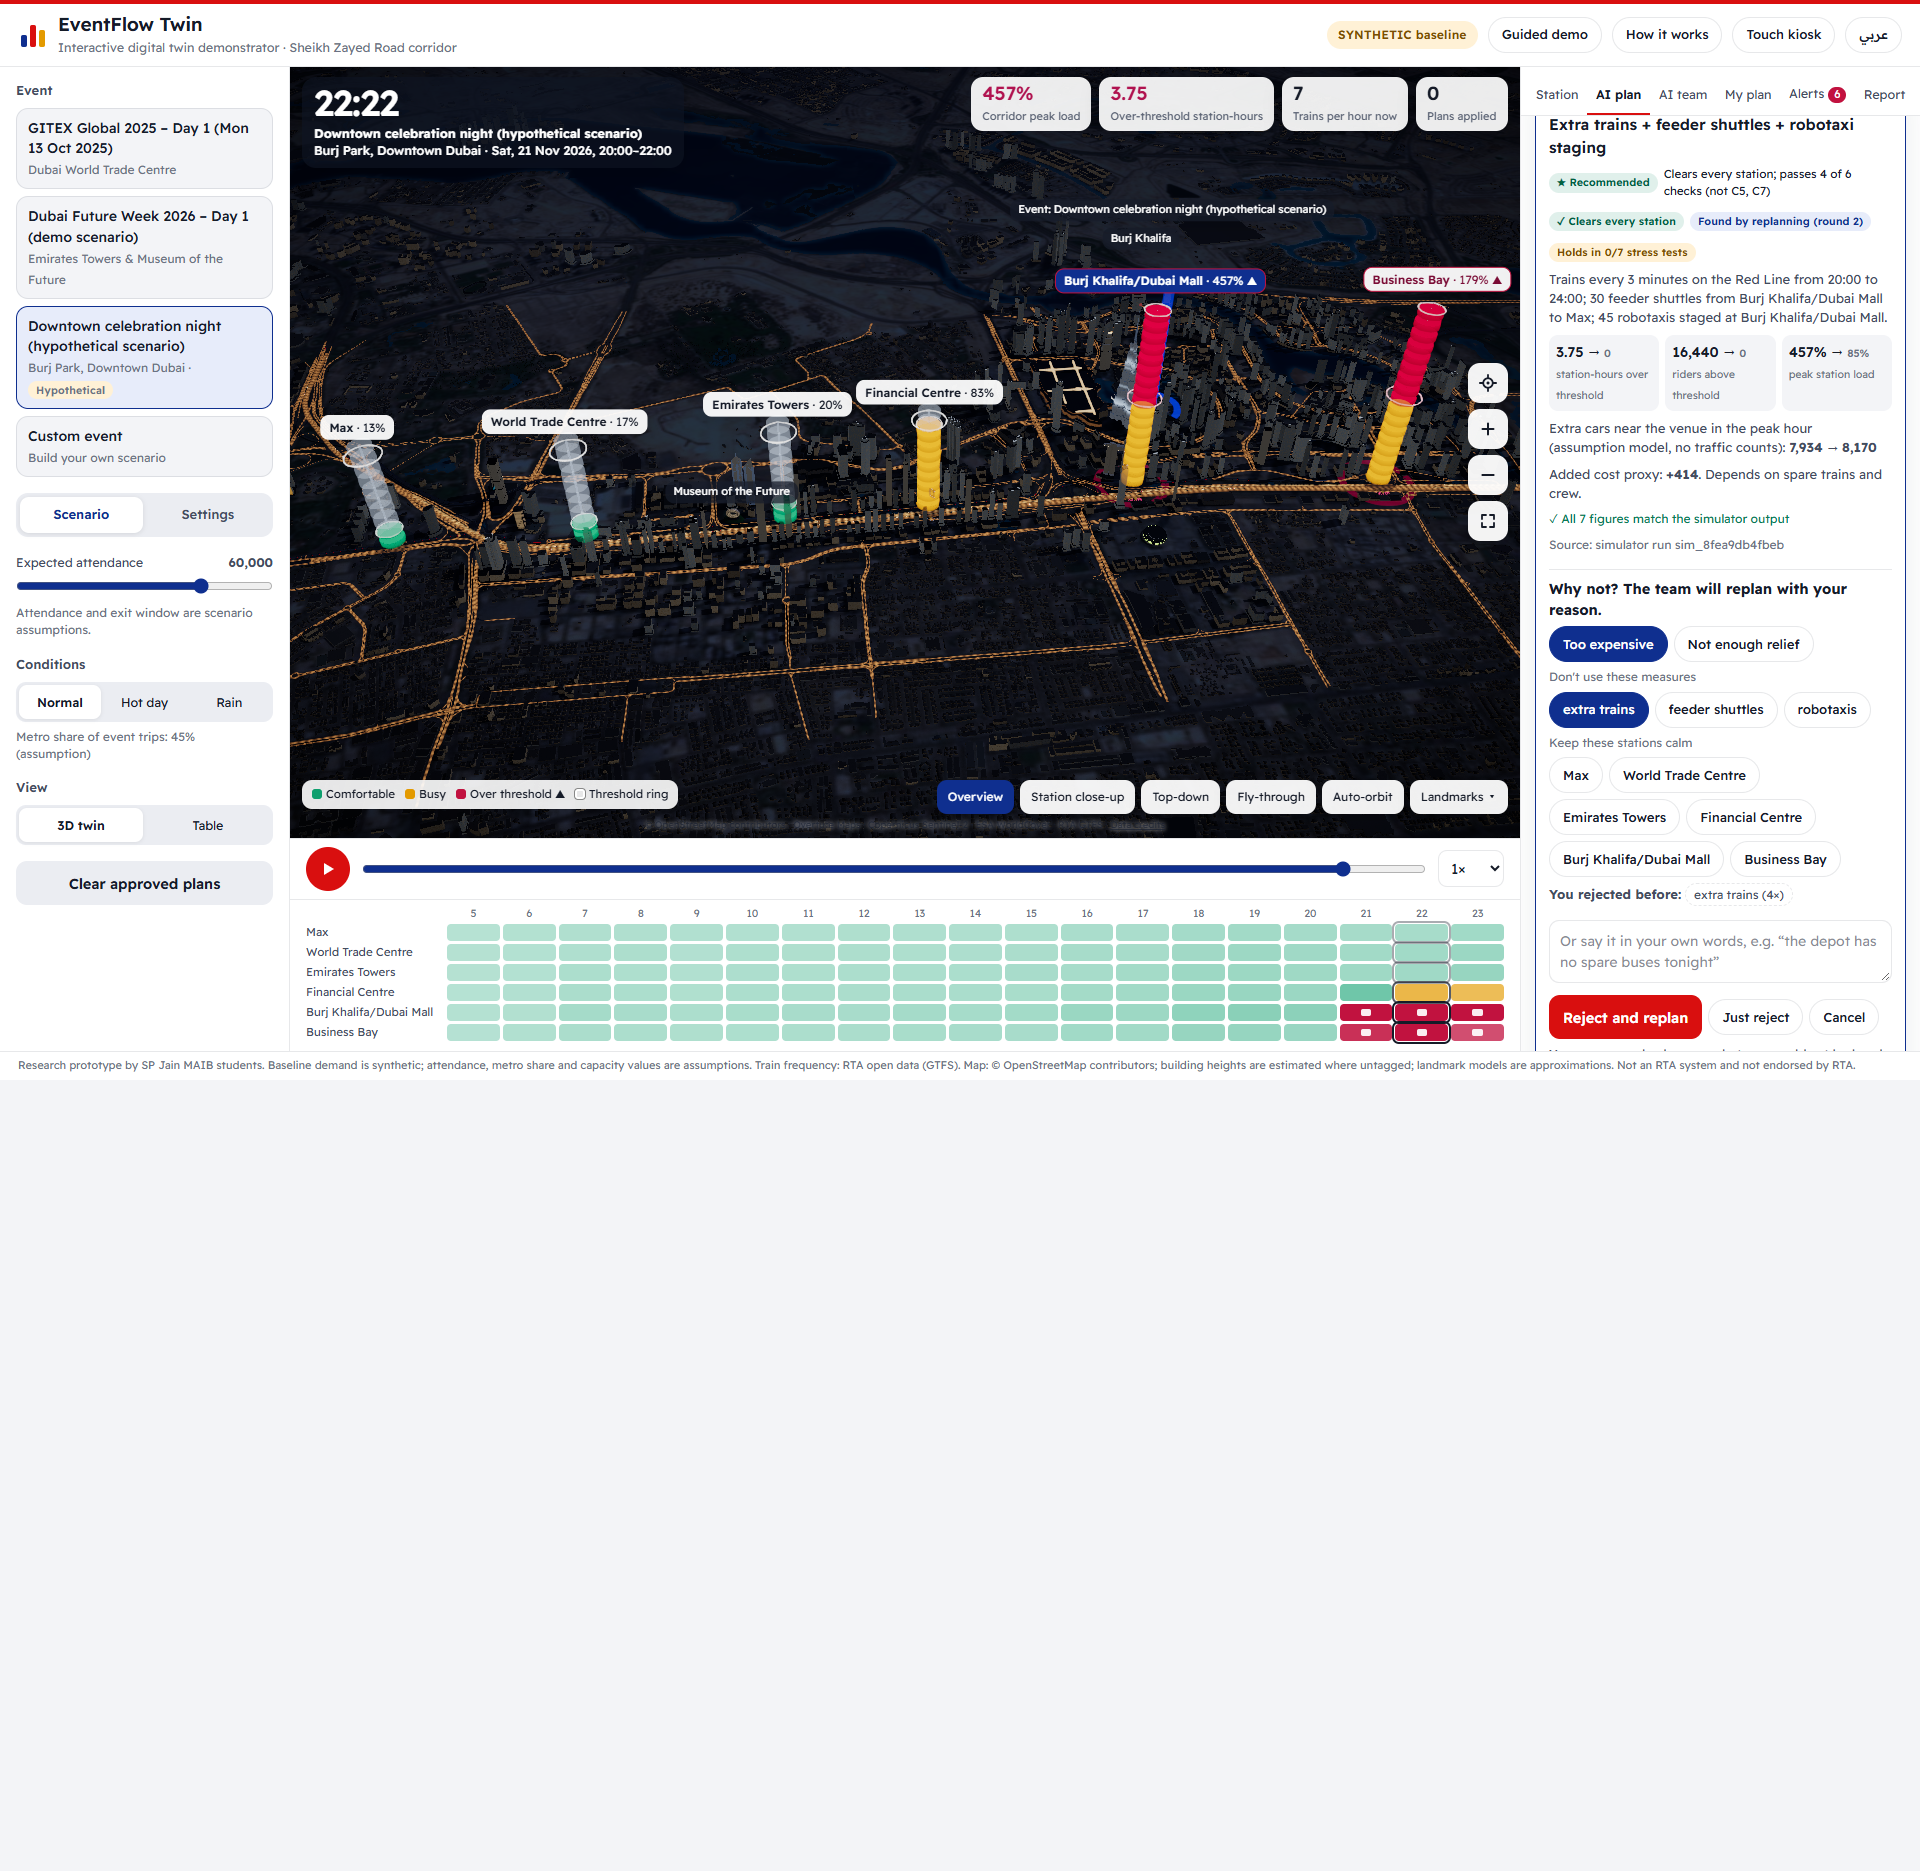 EventFlow Twin
Interactive digital twin demonstrator · Sheikh Zayed Road corridor
SYNTHETIC baseline
Guided demo
How it works
Touch kiosk
عربي
Event
GITEX Global 2025 – Day 1 (Mon
13 Oct 2025)
Dubai World Trade Centre
Dubai Future Week 2026 – Day 1
(demo scenario)
Emirates Towers & Museum of the
Future
Downtown celebration night
(hypothetical scenario)
Burj Park, Downtown Dubai ·
Hypothetical
Custom event
Build your own scenario
Scenario
Settings
Expected attendance
60,000
Attendance and exit window are scenario
assumptions.
Conditions
Normal
Hot day
Rain
Metro share of event trips: 45%
(assumption)
View
3D twin
Table
Clear approved plans
22:22
Downtown celebration night (hypothetical scenario)
Burj Park, Downtown Dubai · Sat, 21 Nov 2026, 20:00–22:00
457%
Corridor peak load
3.75
Over-threshold station-hours
7
Trains per hour now
0
Plans applied
Event: Downtown celebration night (hypothetical scenario)
Burj Khalifa
Burj Khalifa/Dubai Mall · 457% ▲
Business Bay · 179% ▲
Financial Centre · 83%
Emirates Towers · 20%
World Trade Centre · 17%
Max · 13%
Museum of the Future
Comfortable
Busy
Over threshold ▲
Threshold ring
Overview
Station close-up
Top-down
Fly-through
Auto-orbit
Landmarks
1×
5 6 7 8 9 10 11 12 13 14 15 16 17 18 19 20 21 22 23
Max
World Trade Centre
Emirates Towers
Financial Centre
Burj Khalifa/Dubai Mall
Business Bay
Station
AI plan
AI team
My plan
Alerts 6
Report
Extra trains + feeder shuttles + robotaxi
staging
★ Recommended
Clears every station; passes 4 of 6
checks (not C5, C7)
✓ Clears every station
Found by replanning (round 2)
Holds in 0/7 stress tests
Trains every 3 minutes on the Red Line from 20:00 to
24:00; 30 feeder shuttles from Burj Khalifa/Dubai Mall
to Max; 45 robotaxis staged at Burj Khalifa/Dubai Mall.
3.75 → 0
station-hours over
threshold
16,440 → 0
riders above
threshold
457% → 85%
peak station load
Extra cars near the venue in the peak hour
(assumption model, no traffic counts): 7,934 → 8,170
Added cost proxy: +414. Depends on spare trains and
crew.
✓ All 7 figures match the simulator output
Source: simulator run sim_8fea9db4fbeb
Why not? The team will replan with your
reason.
Too expensive
Not enough relief
Don't use these measures
extra trains
feeder shuttles
robotaxis
Keep these stations calm
Max
World Trade Centre
Emirates Towers
Financial Centre
Burj Khalifa/Dubai Mall
Business Bay
You rejected before: extra trains (4×)
Or say it in your own words, e.g. “the depot has
no spare buses tonight”
Reject and replan
Just reject
Cancel
Research prototype by SP Jain MAIB students. Baseline demand is synthetic; attendance, metro share and capacity values are assumptions. Train frequency: RTA open data (GTFS). Map: © OpenStreetMap contributors; building heights are estimated where untagged; landmark models are approximations. Not an RTA system and not endorsed by RTA.